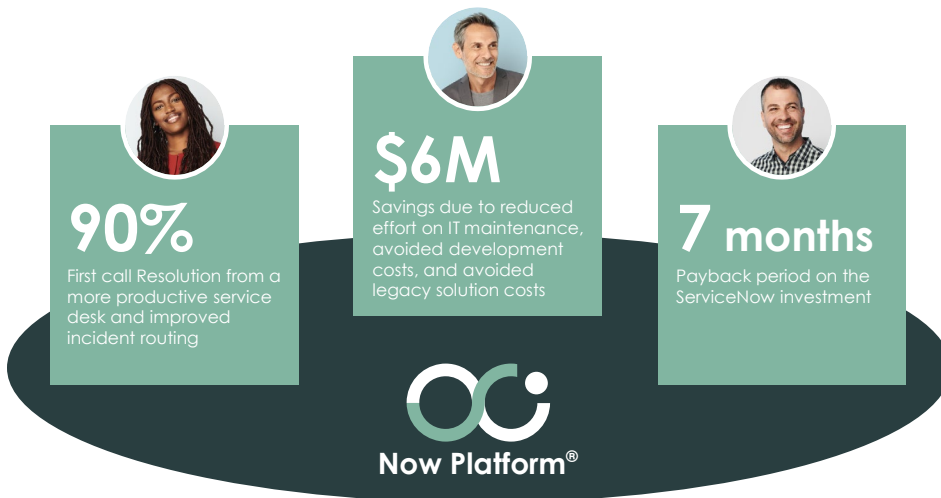 90%
First call Resolution from a
more productive service
desk and improved
incident routing
$6M
Savings due to reduced
effort on IT maintenance,
avoided development
costs, and avoided
legacy solution costs
7 months
Payback period on the
ServiceNow investment
Now Platform®